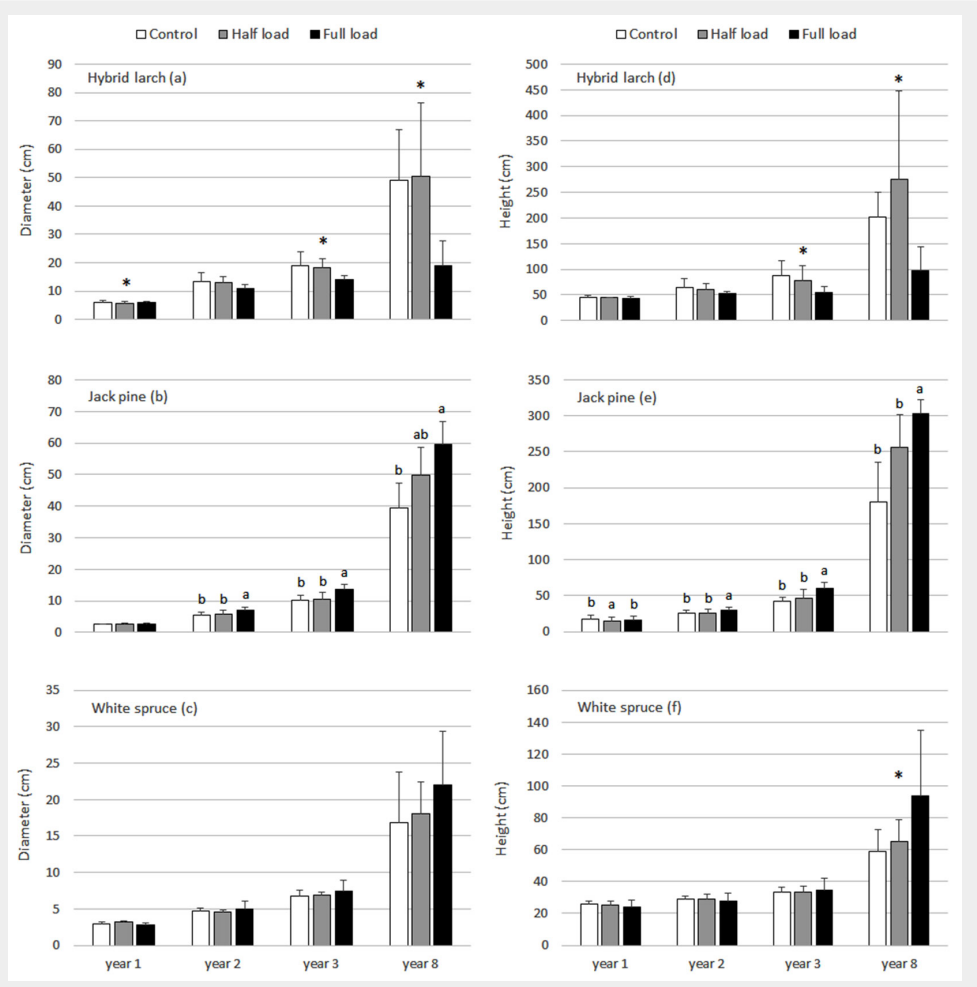 Control Half load Full load
Hybrid larch (a)
Diameter (cm)
90
80
70
60
50
40
30
20
10
0
*
*
*
Control Half load Full load
Hybrid larch (d)
Height (cm)
500
450
400
350
300
250
200
150
100
50
0
*
*
Jack pine (b)
Diameter (cm)
80
70
60
50
40
30
20
10
0
b b a
b b a
b ab a
Jack pine (e)
Height (cm)
350
300
250
200
150
100
50
0
b a b
b b a
b b a
b b a
White spruce (c)
Diameter (cm)
35
30
25
20
15
10
5
0
year 1 year 2 year 3 year 8
White spruce (f)
Height (cm)
160
140
120
100
80
60
40
20
0
*
year 1 year 2 year 3 year 8